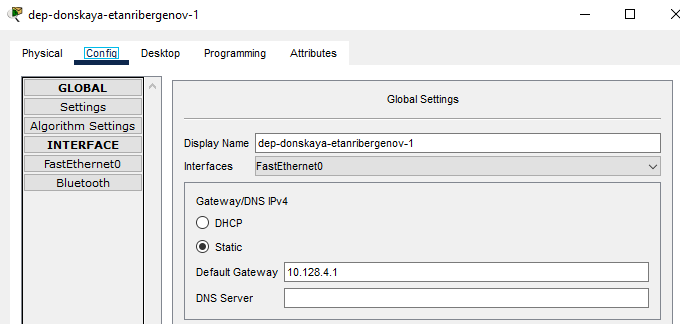 dep-donskaya-etanribergenov-1
Physical Config Desktop Programming Attributes
GLOBAL
Settings
Algorithm Settings
INTERFACE
FastEthernet0
Bluetooth
Global Settings
Display Name dep-donskaya-etanribergenov-1
Interfaces FastEthernet0
Gateway/DNS IPv4
DHCP
Static
Default Gateway 10.128.4.1
DNS Server